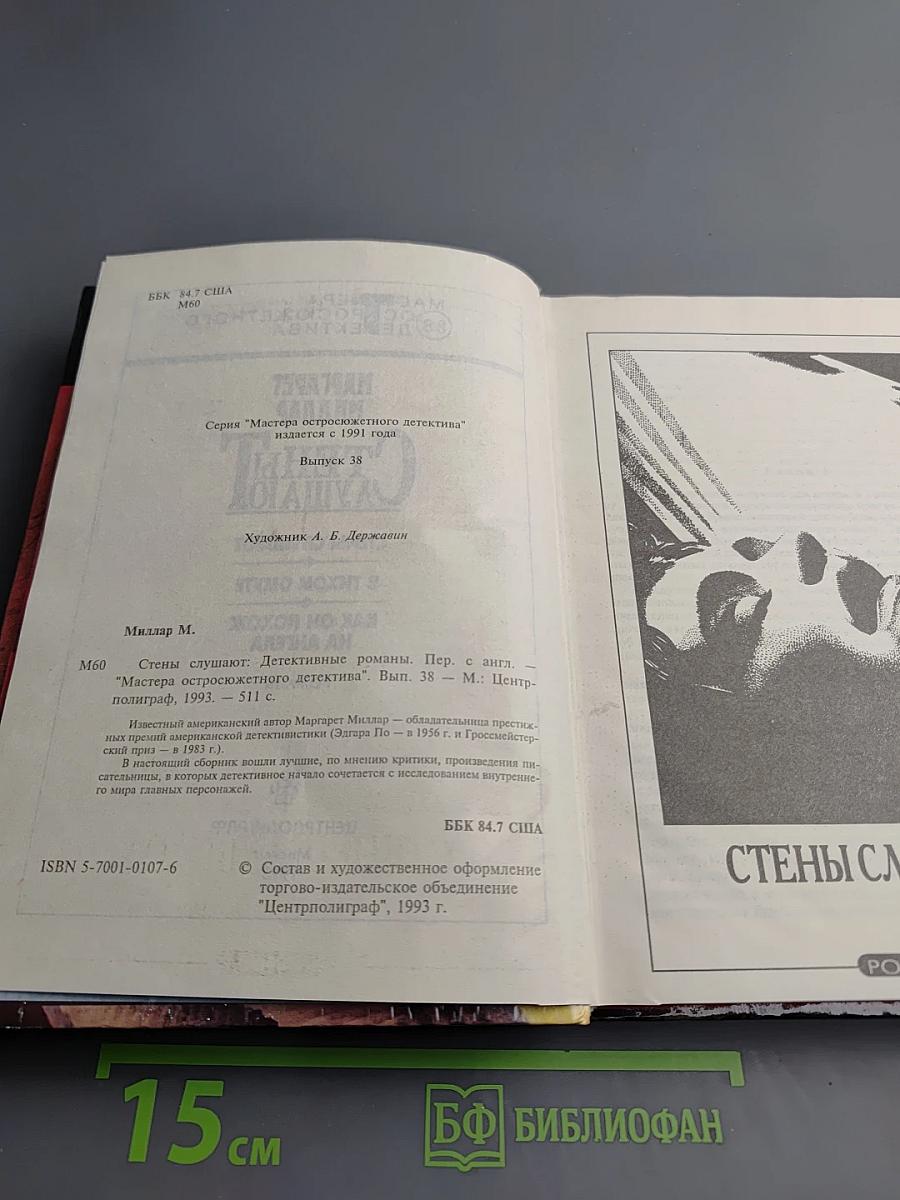 ББК 84.7 США
М60
Серия "Мастера остросюжетного детектива"
издается с 1991 года
Выпуск 38
Художник А. Б. Державин
Миллар М.
М60 Стены слушают: Детективные романы. Пер. с англ. —
"Мастера остросюжетного детектива". Вып. 38 — М.: Центр-
полиграф, 1993. — 511 с.
Известный американский автор Маргарет Миллар — обладательница престиж-
ных премий американской детективистики (Эдгара По — в 1956 г. и Гроссмейстер-
ский приз — в 1983 г.).
В настоящий сборник вошли лучшие, по мнению критики, произведения пи-
сательницы, в которых детективное начало сочетается с исследованием внутренне-
го мира главных персонажей.
ББК 84.7 США
ISBN 5-7001-0107-6
© Состав и художественное оформление
торгово-издательское объединение
"Центрполиграф", 1993 г.
СТЕНЫ СЛ
РО
15 см
БФ БИБЛИОФАН